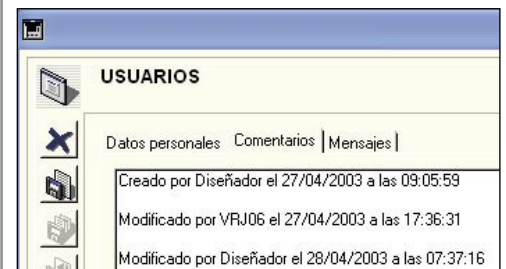 USUARIOS
Datos personales Comentarios Mensajes
Creado por Diseñador el 27/04/2003 a las 09:05:59
Modificado por VRJ06 el 27/04/2003 a las 17:36:31
Modificado por Diseñador el 28/04/2003 a las 07:37:16